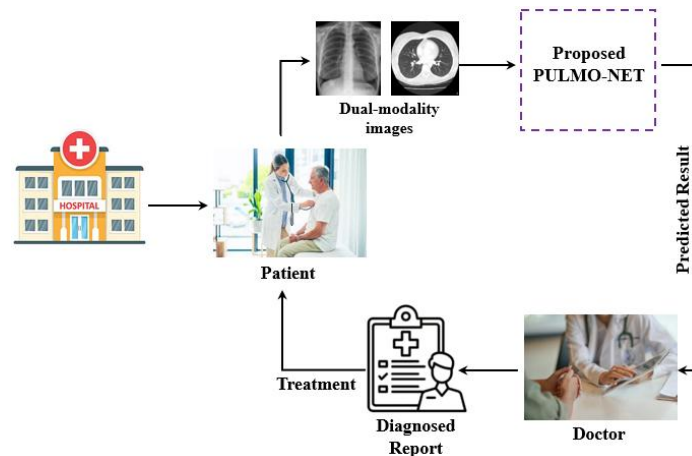 Dual-modality
images
Proposed
PULMO-NET
HOSPITAL
Patient
Predicted Result
Treatment
Diagnosed
Report
Doctor